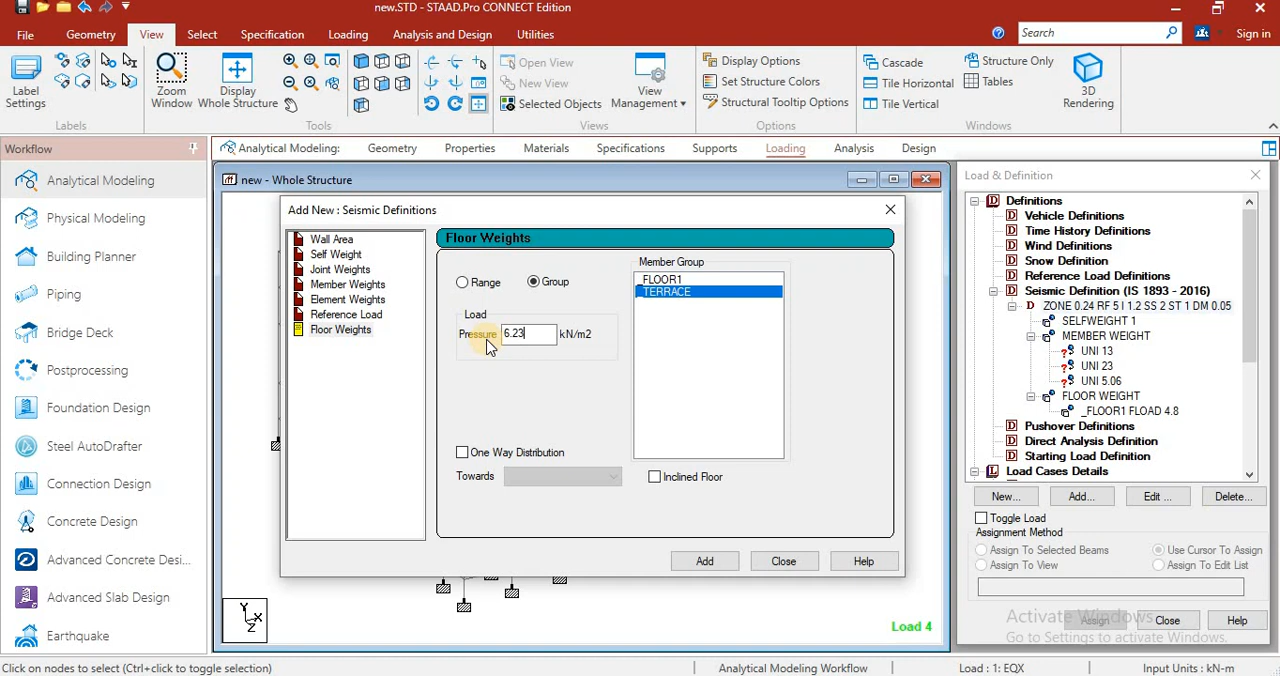 new.STD - STAAD.Pro CONNECT Edition
File Geometry View Select Specification Loading Analysis and Design Utilities Search Sign in
Label Settings
Zoom Window
Display Whole Structure
Open View
New View
Selected Objects
View Management
Display Options
Set Structure Colors
Structural Tooltip Options
Cascade
Tile Horizontal
Tile Vertical
Structure Only
Tables
3D Rendering
Labels Tools Views Options Windows
Workflow
Analytical Modeling: Geometry Properties Materials Specifications Supports Loading Analysis Design
Analytical Modeling
Physical Modeling
Building Planner
Piping
Bridge Deck
Postprocessing
Foundation Design
Steel AutoDrafter
Connection Design
Concrete Design
Advanced Concrete Desi...
Advanced Slab Design
Earthquake
new - Whole Structure
Add New : Seismic Definitions
Wall Area
Self Weight
Joint Weights
Member Weights
Element Weights
Reference Load
Floor Weights
Floor Weights
Range Group
Load
Pressure 6.23 kN/m2
Member Group
_FLOOR1
_TERRACE
One Way Distribution
Towards
Inclined Floor
Add Close Help
Y X Z
Load 4
Load & Definition
Definitions
Vehicle Definitions
Time History Definitions
Wind Definitions
Snow Definition
Reference Load Definitions
Seismic Definition (IS 1893 - 2016)
ZONE 0.24 RF 5 I 1.2 SS 2 ST 1 DM 0.05
SELFWEIGHT 1
MEMBER WEIGHT
UNI 13
UNI 23
UNI 5.06
FLOOR WEIGHT
_FLOOR1 FLOAD 4.8
Pushover Definitions
Direct Analysis Definition
Starting Load Definition
Load Cases Details
New... Add... Edit ... Delete...
Toggle Load
Assignment Method
Assign To Selected Beams
Assign To View
Use Cursor To Assign
Assign To Edit List
Assign Close Help
Activate Windows
Go to Settings to activate Windows.
Click on nodes to select (Ctrl+click to toggle selection) Analytical Modeling Workflow Load : 1: EQX Input Units : kN-m